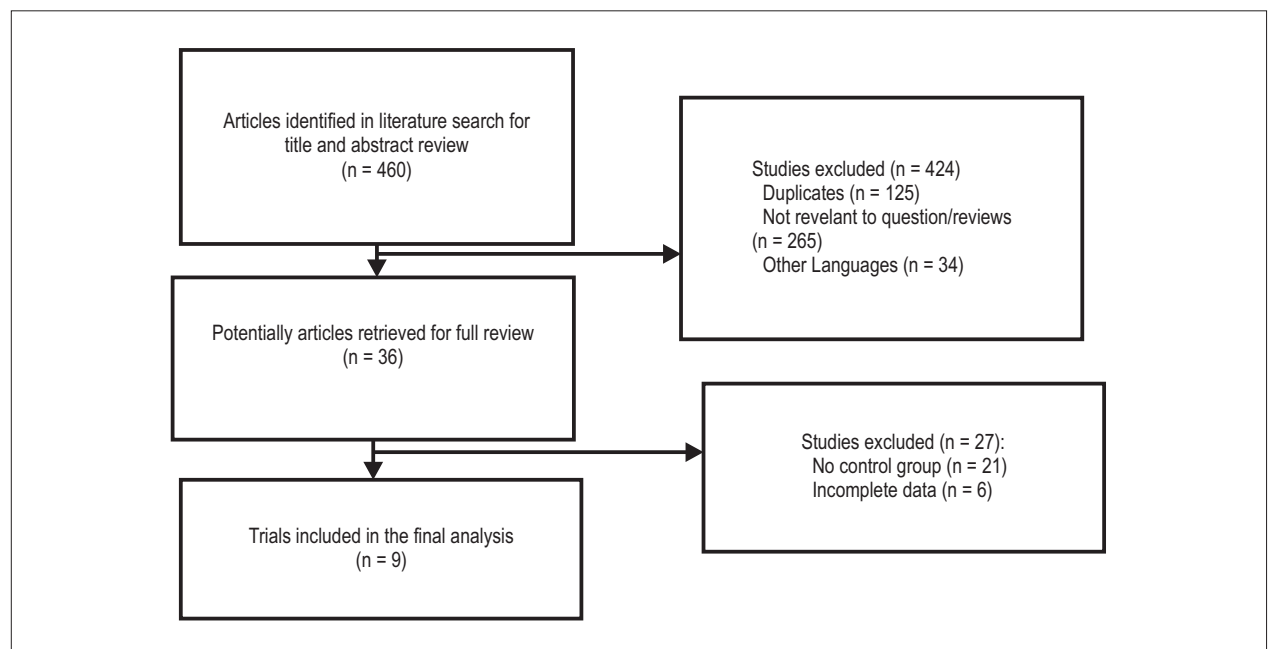 Articles identified in literature search for
title and abstract review
(n = 460)
Studies excluded (n = 424)
Duplicates (n = 125)
Not revelant to question/reviews
(n = 265)
Other Languages (n = 34)
Potentially articles retrieved for full review
(n = 36)
Studies excluded (n = 27):
No control group (n = 21)
Incomplete data (n = 6)
Trials included in the final analysis
(n = 9)